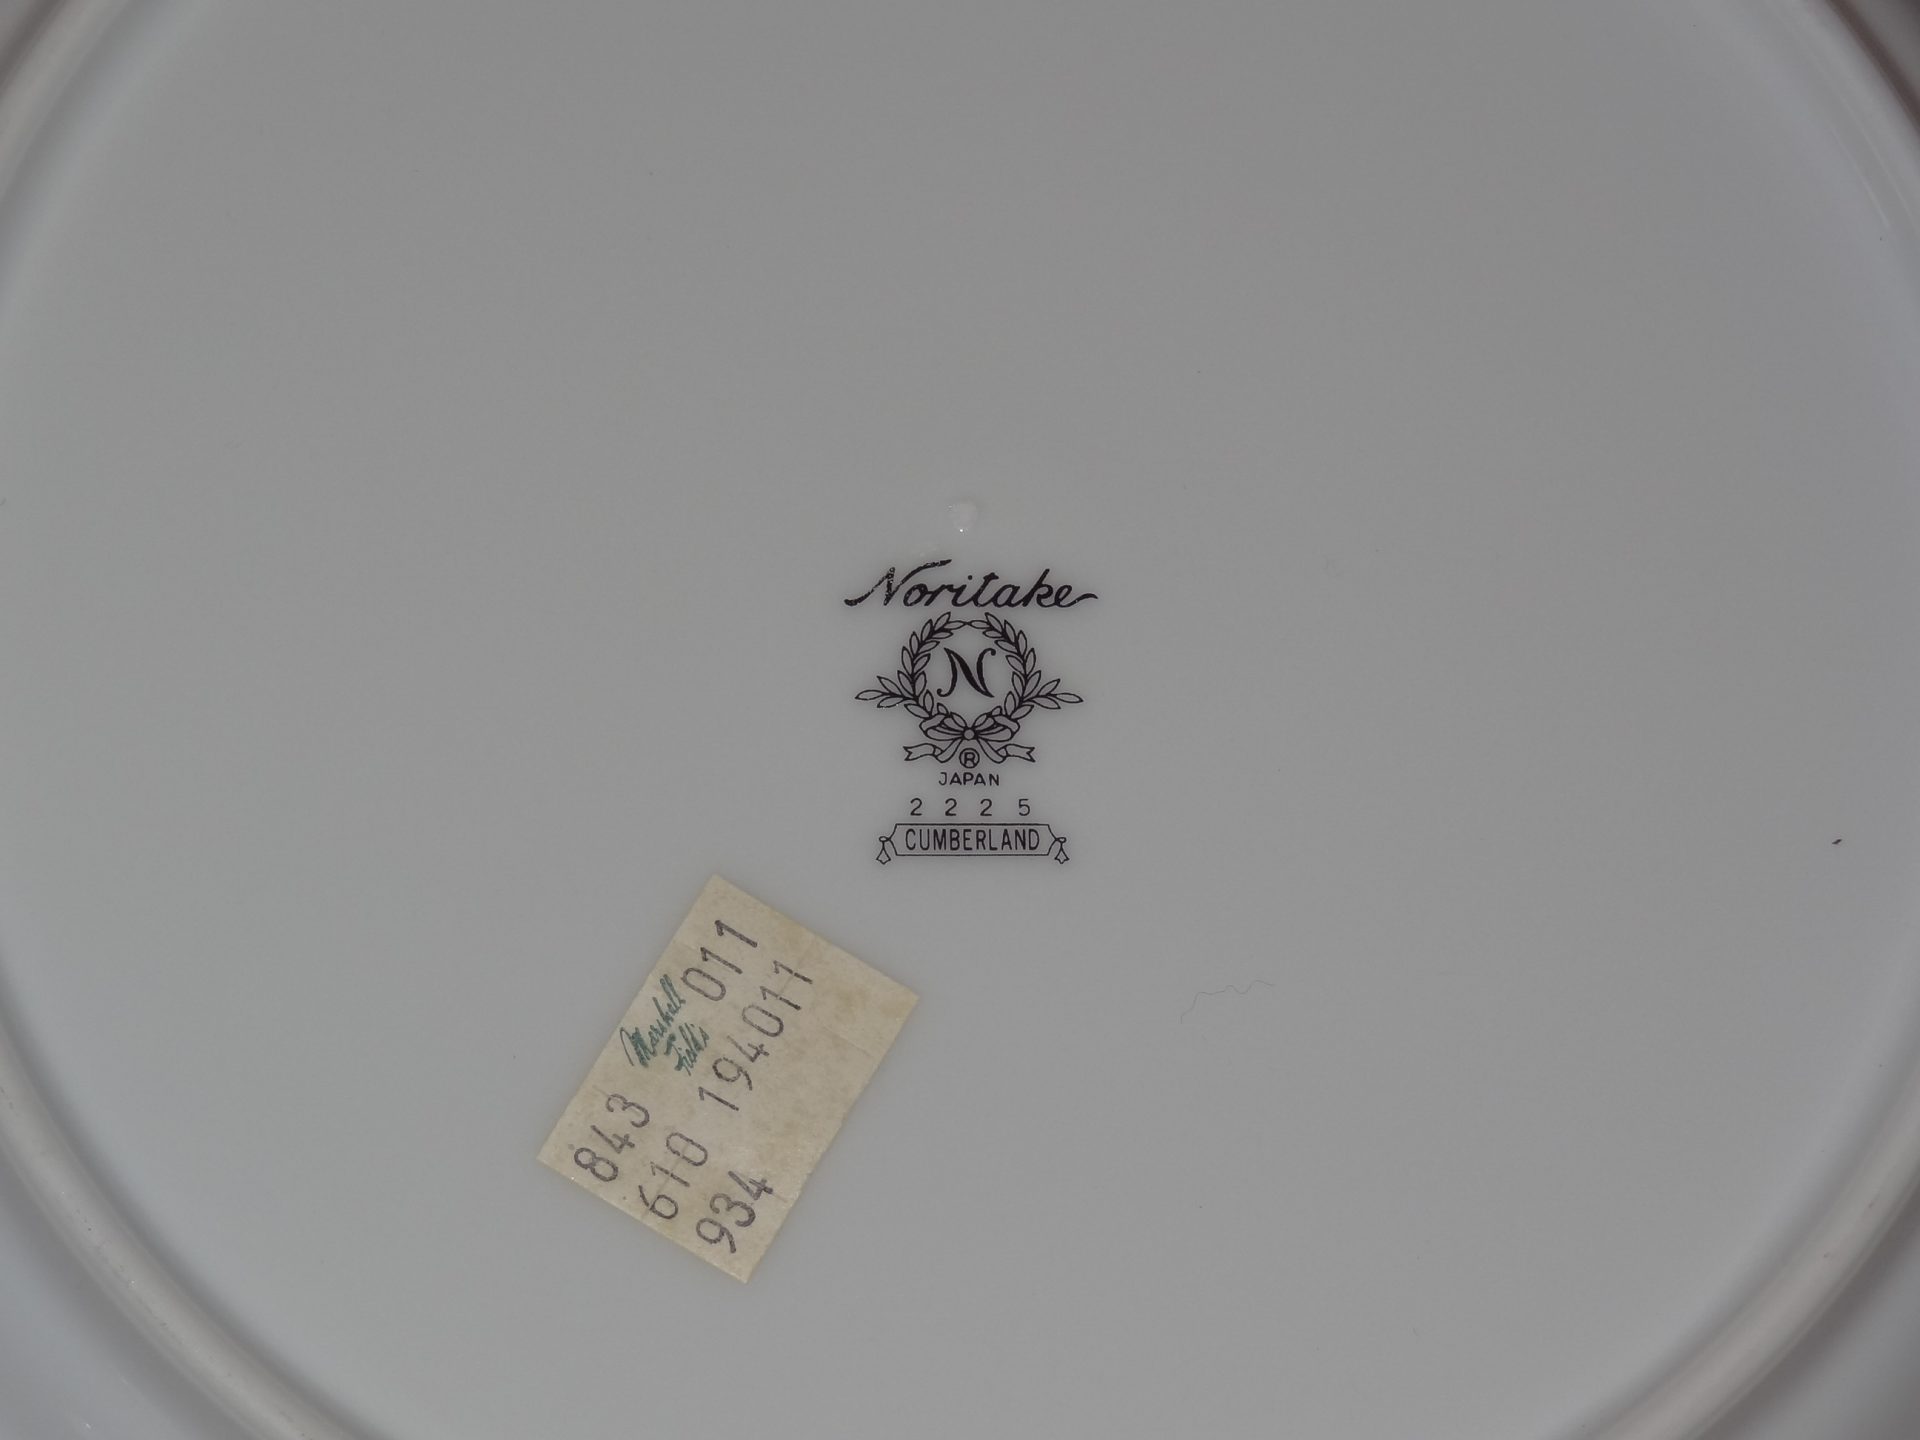 Noritake
N
®
JAPAN
2225
CUMBERLAND
Marshall
Field's
843 011
610 194011
934